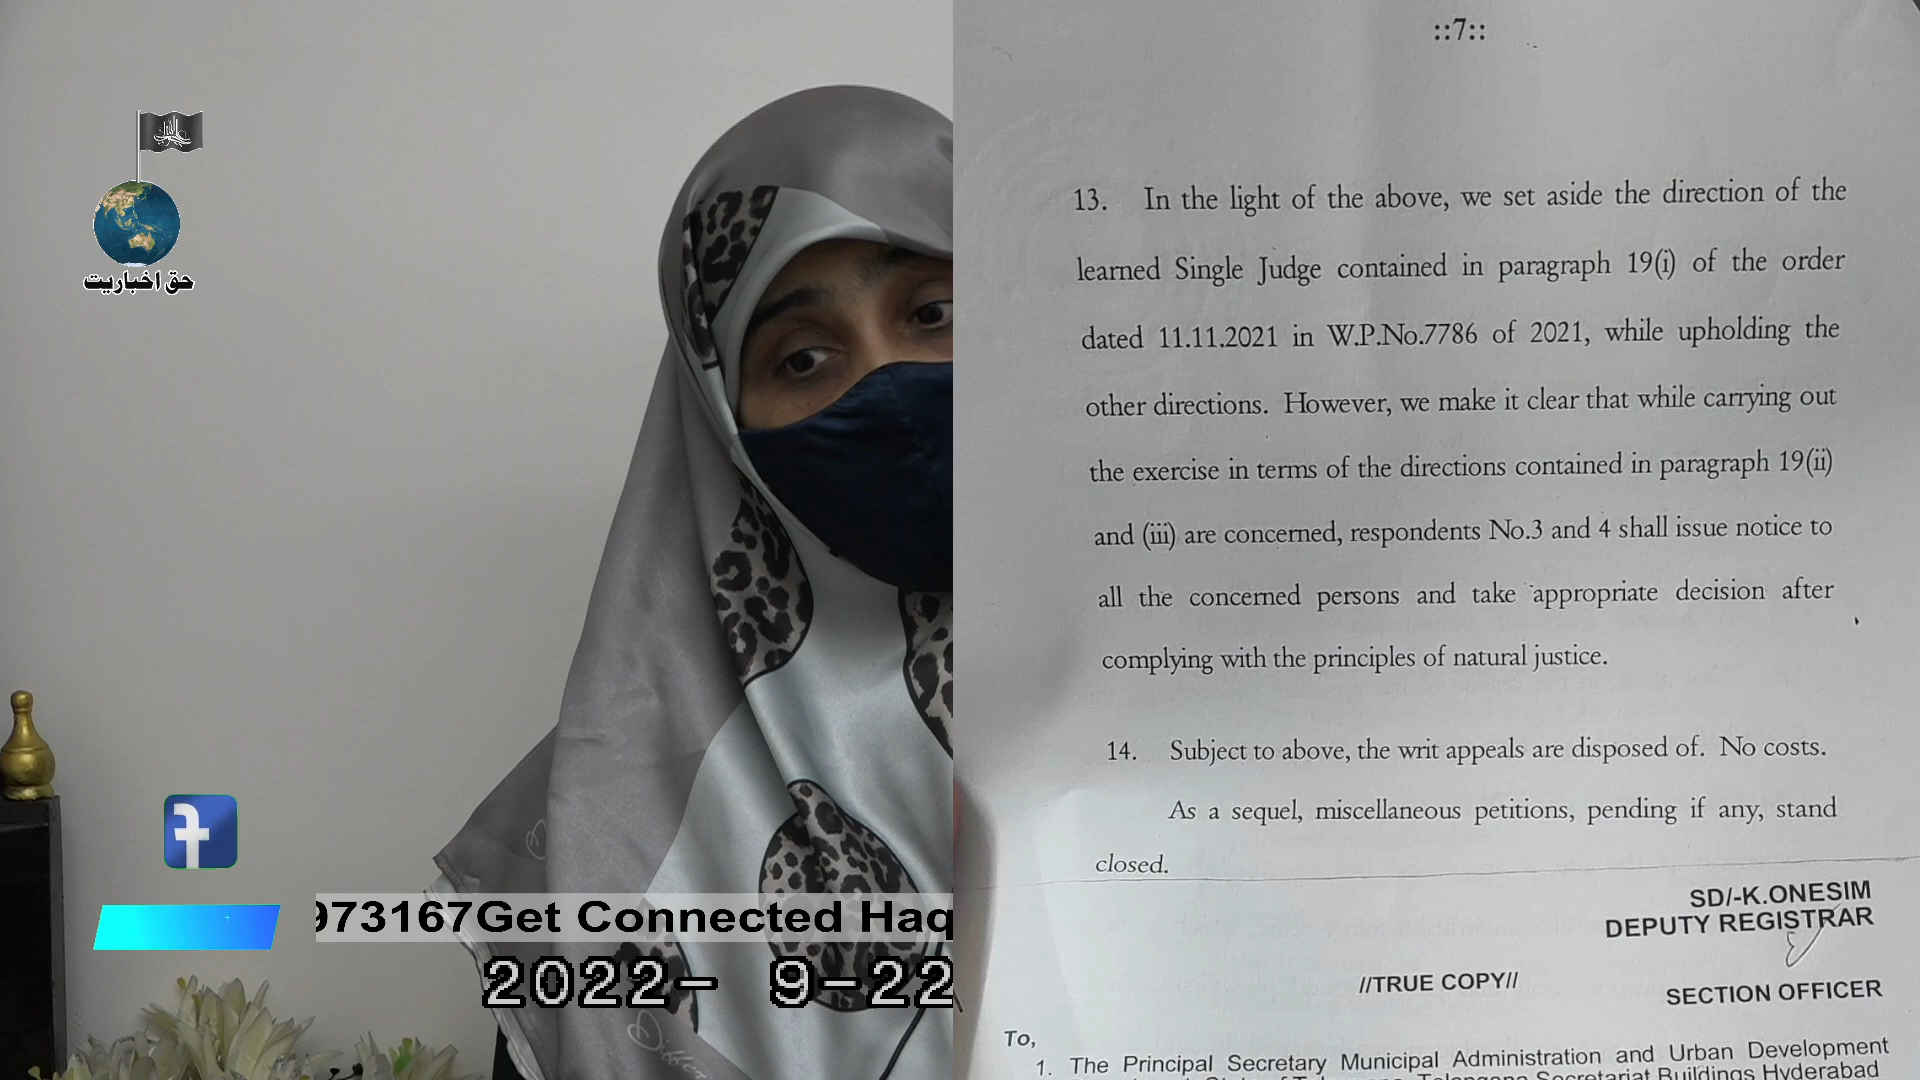 حق اخباریت
973167Get Connected Haq
2022- 9-22
::7::
13. In the light of the above, we set aside the direction of the
learned Single Judge contained in paragraph 19(i) of the order
dated 11.11.2021 in W.P.No.7786 of 2021, while upholding the
other directions. However, we make it clear that while carrying out
the exercise in terms of the directions contained in paragraph 19(ii)
and (iii) are concerned, respondents No.3 and 4 shall issue notice to
all the concerned persons and take appropriate decision after
complying with the principles of natural justice.
14. Subject to above, the writ appeals are disposed of. No costs.
As a sequel, miscellaneous petitions, pending if any, stand
closed.
SD/-K.ONESIM
DEPUTY REGISTRAR
//TRUE COPY//
SECTION OFFICER
To,
1. The Principal Secretary Municipal Administration and Urban Development
Telangana Secretariat Buildings Hyderabad